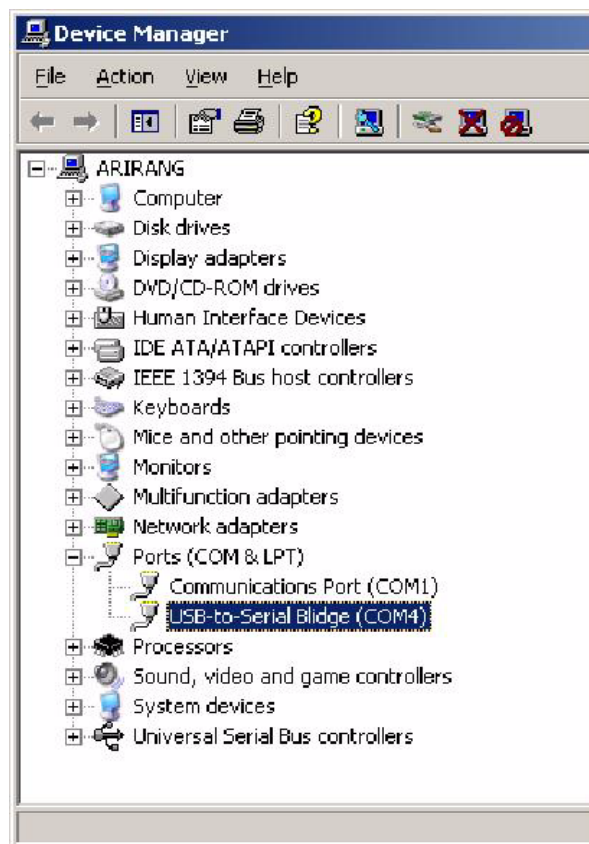 Device Manager
File Action View Help
ARIRANG
Computer
Disk drives
Display adapters
DVD/CD-ROM drives
Human Interface Devices
IDE ATA/ATAPI controllers
IEEE 1394 Bus host controllers
Keyboards
Mice and other pointing devices
Monitors
Multifunction adapters
Network adapters
Ports (COM & LPT)
Communications Port (COM1)
USB-to-Serial Blidge (COM4)
Processors
Sound, video and game controllers
System devices
Universal Serial Bus controllers